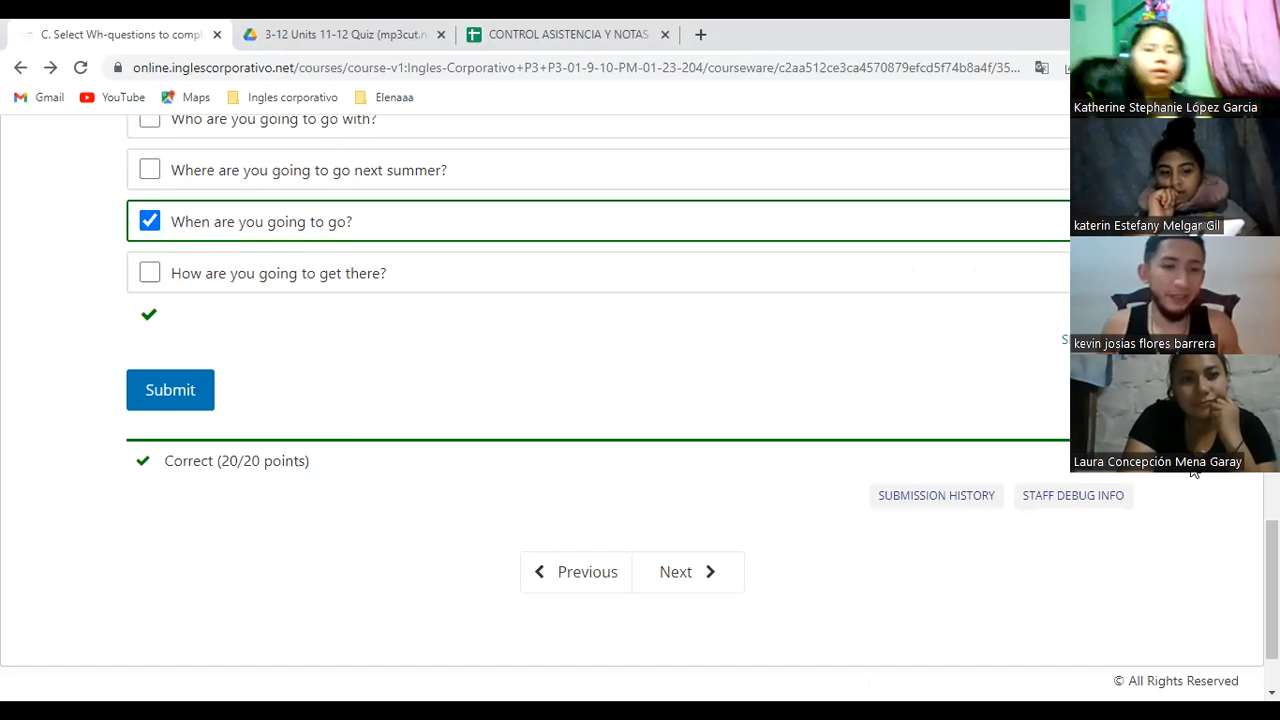 C. Select Wh-questions to compl
3-12 Units 11-12 Quiz (mp3cut.n
CONTROL ASISTENCIA Y NOTAS
online.inglescorporativo.net/courses/course-v1:Ingles-Corporativo+P3+P3-01-9-10-PM-01-23-204/courseware/c2aa512ce3ca4570879efcd5f74b8a4f/35...
Gmail
YouTube
Maps
Ingles corporativo
Elenaaa
Who are you going to go with?
Where are you going to go next summer?
When are you going to go?
How are you going to get there?
S
Submit
Correct (20/20 points)
SUBMISSION HISTORY
STAFF DEBUG INFO
Previous
Next
© All Rights Reserved
Katherine Stephanie López Garcia
katerin Estefany Melgar Gil
kevin josias flores barrera
Laura Concepción Mena Garay